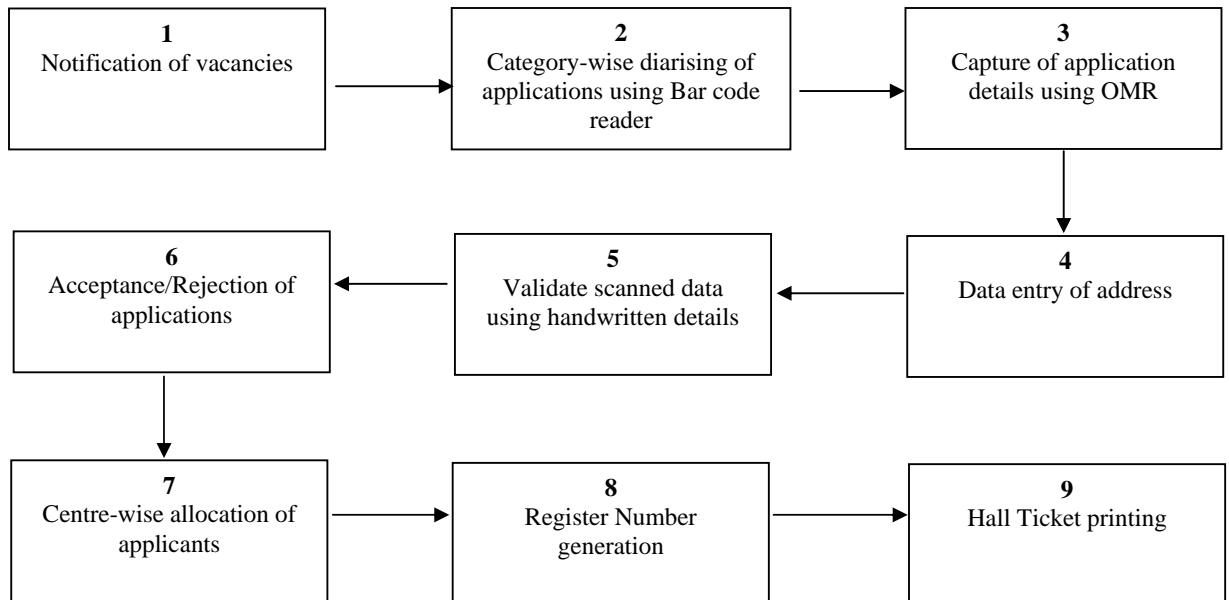 1
Notification of vacancies
2
Category-wise diarising of
applications using Bar code
reader
3
Capture of application
details using OMR
4
Data entry of address
5
Validate scanned data
using handwritten details
6
Acceptance/Rejection of
applications
7
Centre-wise allocation of
applicants
8
Register Number
generation
9
Hall Ticket printing